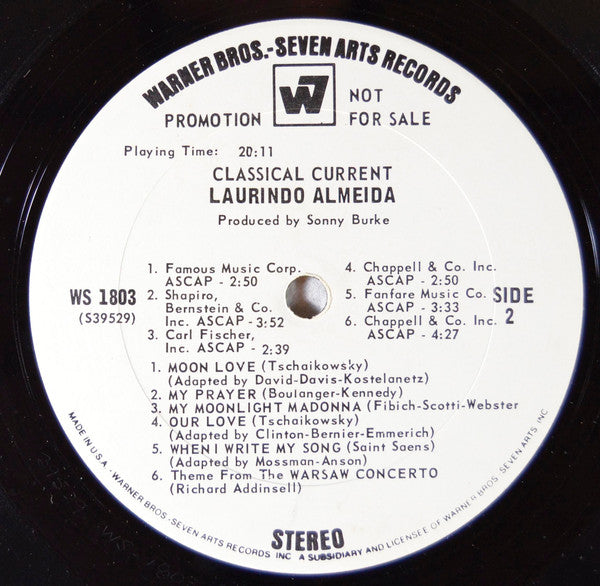 WARNER BROS.-SEVEN ARTS RECORDS
W7
PROMOTION NOT FOR SALE
Playing Time: 20:11
CLASSICAL CURRENT
LAURINDO ALMEIDA
Produced by Sonny Burke
WS 1803
(S39529)
1. Famous Music Corp.
ASCAP - 2:50
2. Shapiro,
Bernstein & Co.
Inc. ASCAP - 3:52
3. Carl Fischer,
Inc. ASCAP - 2:39
4. Chappell & Co. Inc.
ASCAP - 2:50
5. Fanfare Music Co.
ASCAP - 3:33
6. Chappell & Co. Inc.
ASCAP - 4:27
SIDE
2
1. MOON LOVE (Tschaikowsky)
(Adapted by David-Davis-Kostelanetz)
2. MY PRAYER (Boulanger-Kennedy)
3. MY MOONLIGHT MADONNA (Fibich-Scotti-Webster
4. OUR LOVE (Tschaikowsky)
(Adapted by Clinton-Bernier-Emmerich)
5. WHEN I WRITE MY SONG (Saint Saens)
(Adapted by Mossman-Anson)
6. Theme From The WARSAW CONCERTO
(Richard Addinsell)
STEREO
MADE IN U.S.A. · WARNER BROS.-SEVEN ARTS RECORDS INC. A SUBSIDIARY AND LICENSEE OF WARNER BROS.-SEVEN ARTS, INC.